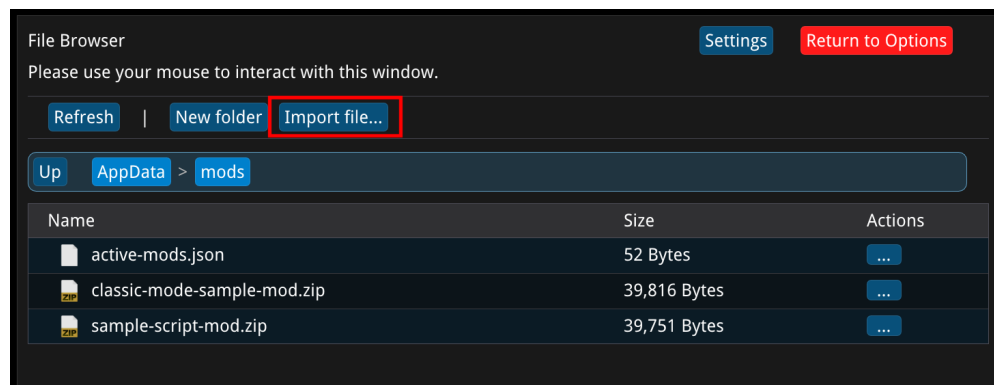 File Browser Settings Return to Options
Please use your mouse to interact with this window.
Refresh | New folder Import file...
Up AppData > mods
Name Size Actions
active-mods.json 52 Bytes ...
ZIP classic-mode-sample-mod.zip 39,816 Bytes ...
ZIP sample-script-mod.zip 39,751 Bytes ...